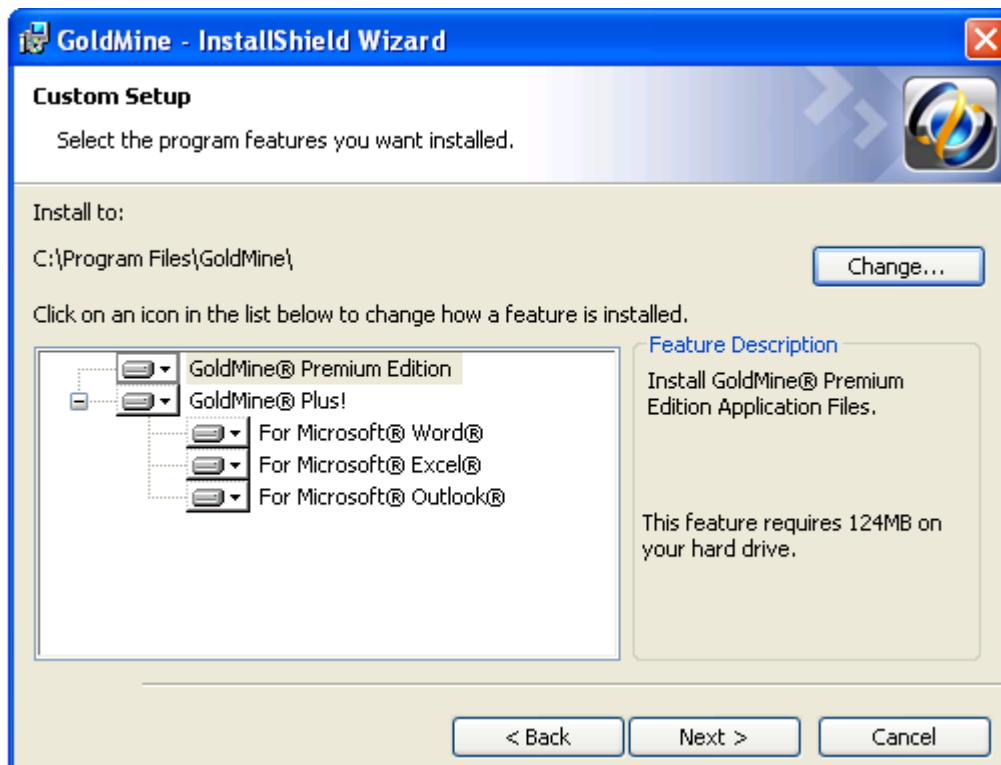 GoldMine - InstallShield Wizard
Custom Setup
Select the program features you want installed.
Install to:
C:\Program Files\GoldMine\
Change...
Click on an icon in the list below to change how a feature is installed.
GoldMine® Premium Edition
GoldMine® Plus!
For Microsoft® Word®
For Microsoft® Excel®
For Microsoft® Outlook®
Feature Description
Install GoldMine® Premium
Edition Application Files.
This feature requires 124MB on
your hard drive.
< Back
Next >
Cancel